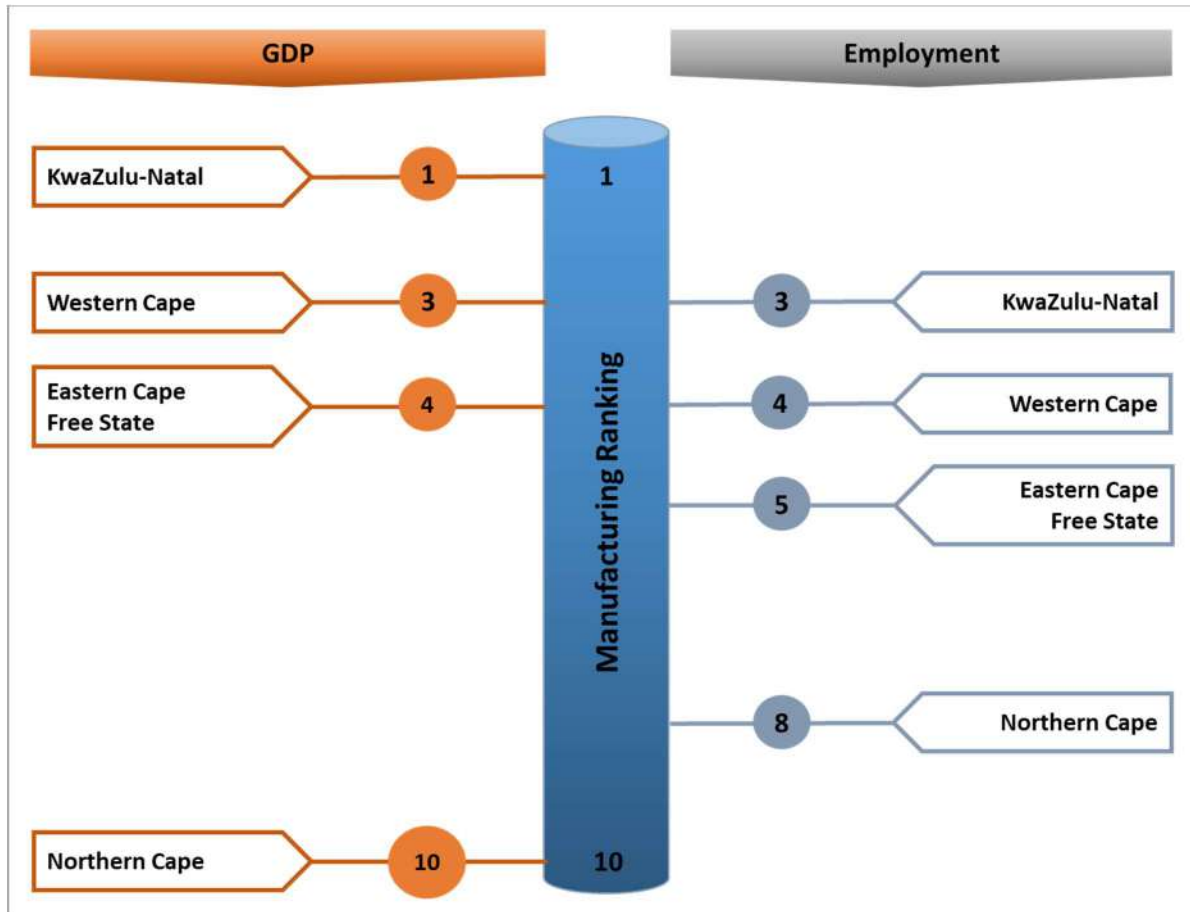 GDP
Employment
KwaZulu-Natal
1
1
Western Cape
3
3
KwaZulu-Natal
Eastern Cape
Free State
4
4
Western Cape
Manufacturing Ranking
5
Eastern Cape
Free State
8
Northern Cape
Northern Cape
10
10